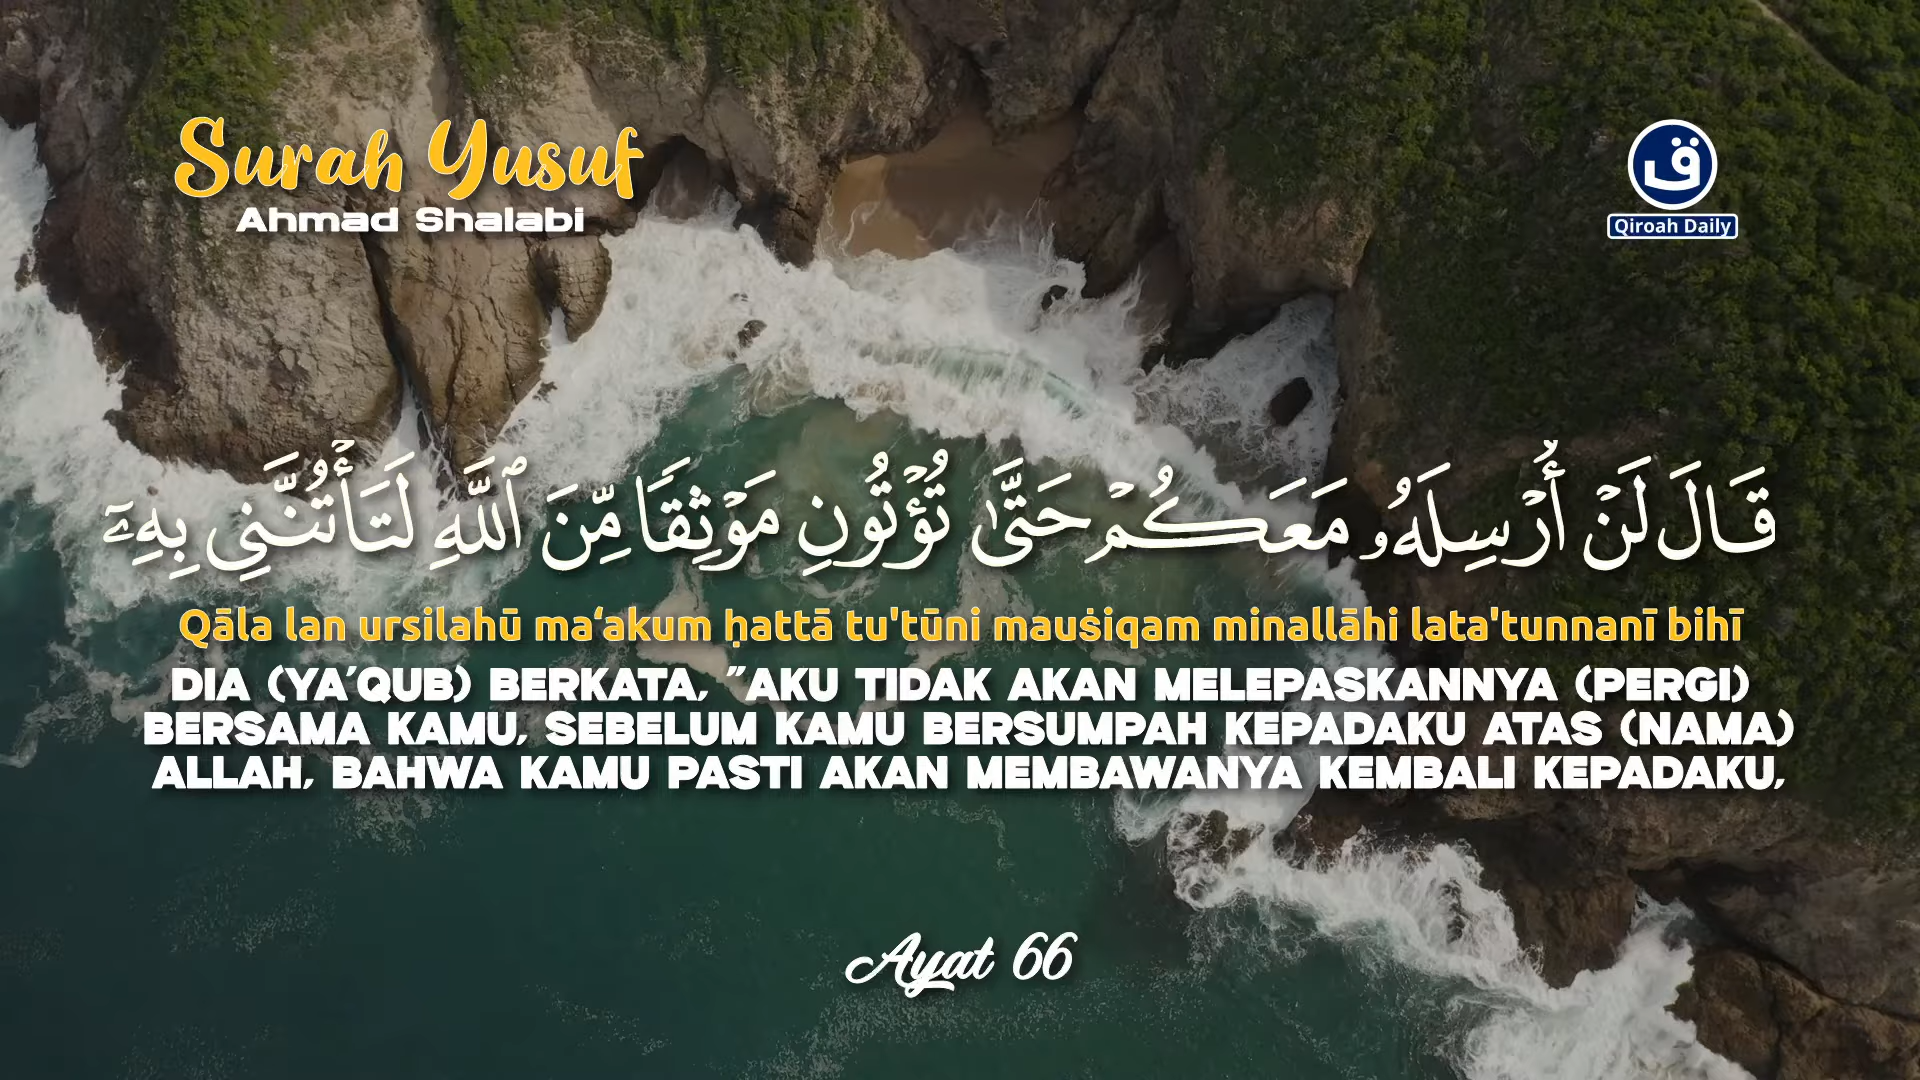 Surah Yusuf
Ahmad Shalabi
ق
Qiroah Daily
قَالَ لَنْ أُرْسِلَهُۥ مَعَكُمْ حَتَّىٰ تُؤْتُونِ مَوْثِقًا مِّنَ ٱللَّهِ لَتَأْتُنَّنِى بِهِۦٓ
Qāla lan ursilahū ma‘akum ḥattā tu'tūni mauṡiqam minallāhi lata'tunnanī bihī
DIA (YA'QUB) BERKATA, "AKU TIDAK AKAN MELEPASKANNYA (PERGI)
BERSAMA KAMU, SEBELUM KAMU BERSUMPAH KEPADAKU ATAS (NAMA)
ALLAH, BAHWA KAMU PASTI AKAN MEMBAWANYA KEMBALI KEPADAKU,
Ayat 66